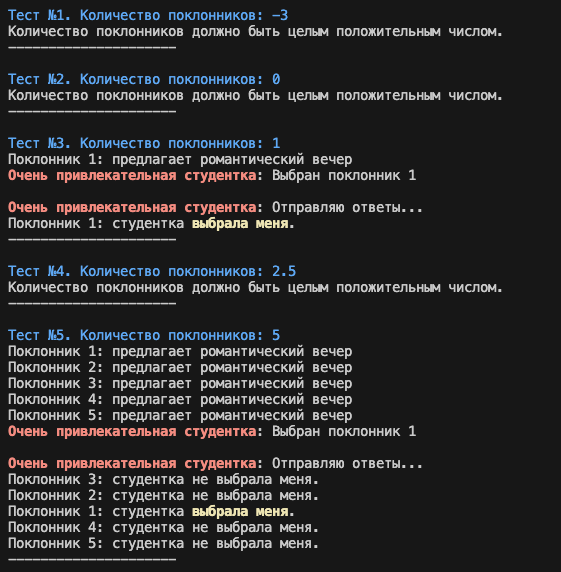 Тест №1. Количество поклонников: -3
Количество поклонников должно быть целым положительным числом.
---------------------
Тест №2. Количество поклонников: 0
Количество поклонников должно быть целым положительным числом.
---------------------
Тест №3. Количество поклонников: 1
Поклонник 1: предлагает романтический вечер
Очень привлекательная студентка: Выбран поклонник 1
Очень привлекательная студентка: Отправляю ответы...
Поклонник 1: студентка выбрала меня.
---------------------
Тест №4. Количество поклонников: 2.5
Количество поклонников должно быть целым положительным числом.
---------------------
Тест №5. Количество поклонников: 5
Поклонник 1: предлагает романтический вечер
Поклонник 2: предлагает романтический вечер
Поклонник 3: предлагает романтический вечер
Поклонник 4: предлагает романтический вечер
Поклонник 5: предлагает романтический вечер
Очень привлекательная студентка: Выбран поклонник 1
Очень привлекательная студентка: Отправляю ответы...
Поклонник 3: студентка не выбрала меня.
Поклонник 2: студентка не выбрала меня.
Поклонник 1: студентка выбрала меня.
Поклонник 4: студентка не выбрала меня.
Поклонник 5: студентка не выбрала меня.
---------------------